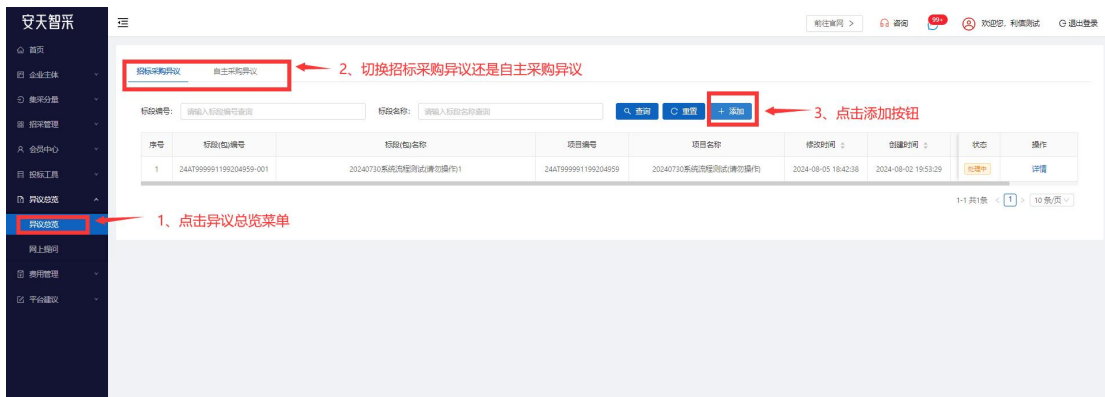 安天智采
前往官网 >
咨询
99+
欢迎您，利信测试
退出登录
首页
企业主体
集采分量
招采管理
会员中心
投标工具
异议总览
异议总览
网上提问
费用管理
平台建议
招标采购异议 自主采购异议
2、切换招标采购异议还是自主采购异议
标段编号： 请输入标段编号查询 标段名称： 请输入标段名称查询 查询 重置 + 添加
3、点击添加按钮
序号 标段(包)编号 标段(包)名称 项目编号 项目名称 修改时间 创建时间 状态 操作
1 24AT999991199204959-001 20240730系统流程测试(请勿操作)1 24AT999991199204959 20240730系统流程测试(请勿操作) 2024-08-05 18:42:38 2024-08-02 19:53:29 处理中 详情
1-1 共1条 < 1 > 10 条/页
1、点击异议总览菜单